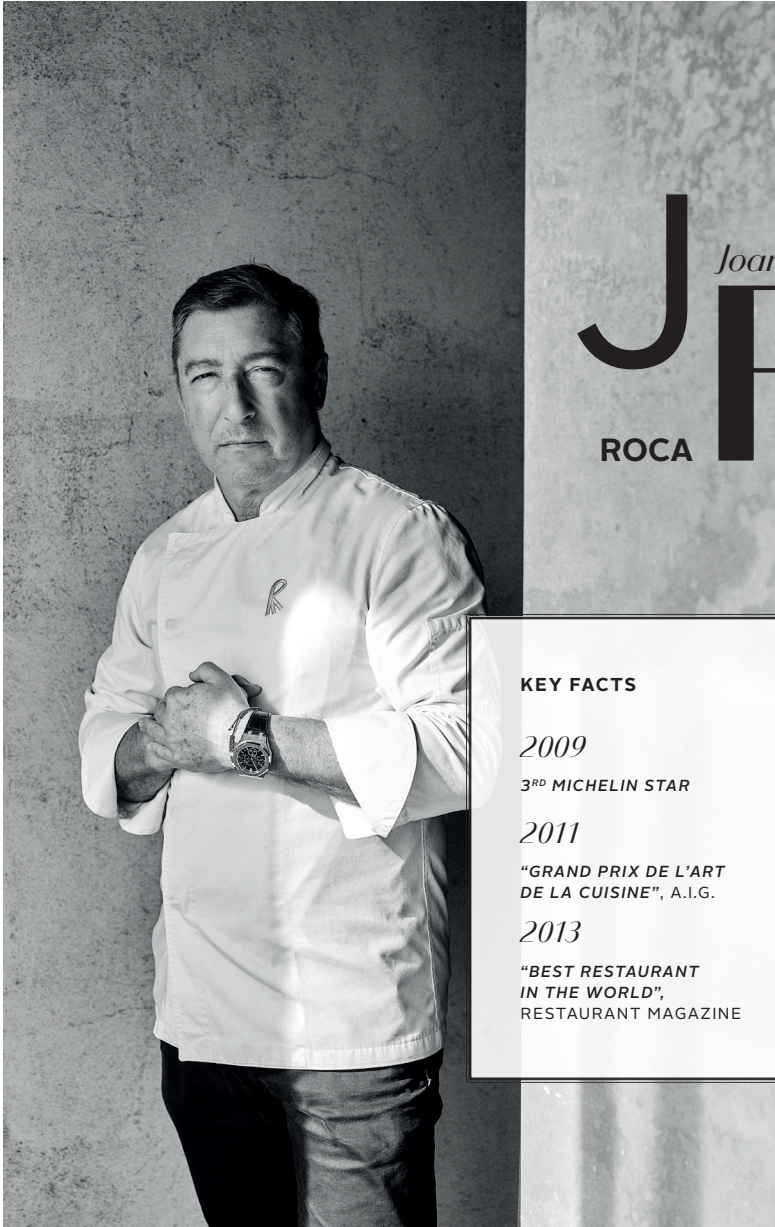 J
Joan
R
ROCA
KEY FACTS
2009
3RD MICHELIN STAR
2011
“GRAND PRIX DE L’ART
DE LA CUISINE”, A.I.G.
2013
“BEST RESTAURANT
IN THE WORLD”,
RESTAURANT MAGAZINE